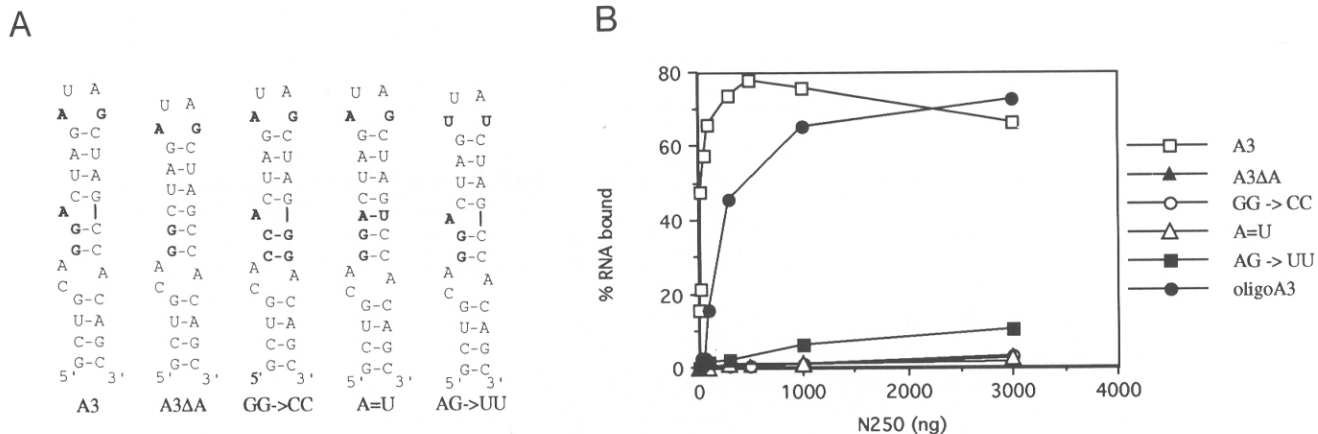 A
U A
A G
G-C
A-U
U-A
C-G
A
G-C
G-C
A A
C
G-C
U-A
C-G
G-C
5' 3'
A3
U A
A G
G-C
A-U
U-A
C-G
G-C
G-C
A A
C
G-C
U-A
C-G
G-C
5' 3'
A3ΔA
U A
A G
G-C
A-U
U-A
C-G
A
C-G
C-G
A A
C
G-C
U-A
C-G
G-C
5' 3'
GG->CC
U A
A G
G-C
A-U
U-A
C-G
A-U
G-C
G-C
A A
C
G-C
U-A
C-G
G-C
5' 3'
A=U
U A
U U
G-C
A-U
U-A
C-G
A
G-C
G-C
A A
C
G-C
U-A
C-G
G-C
5' 3'
AG->UU
B
% RNA bound
80
60
40
20
0
0 1000 2000 3000 4000
N250 (ng)
A3
A3ΔA
GG -> CC
A=U
AG -> UU
oligoA3